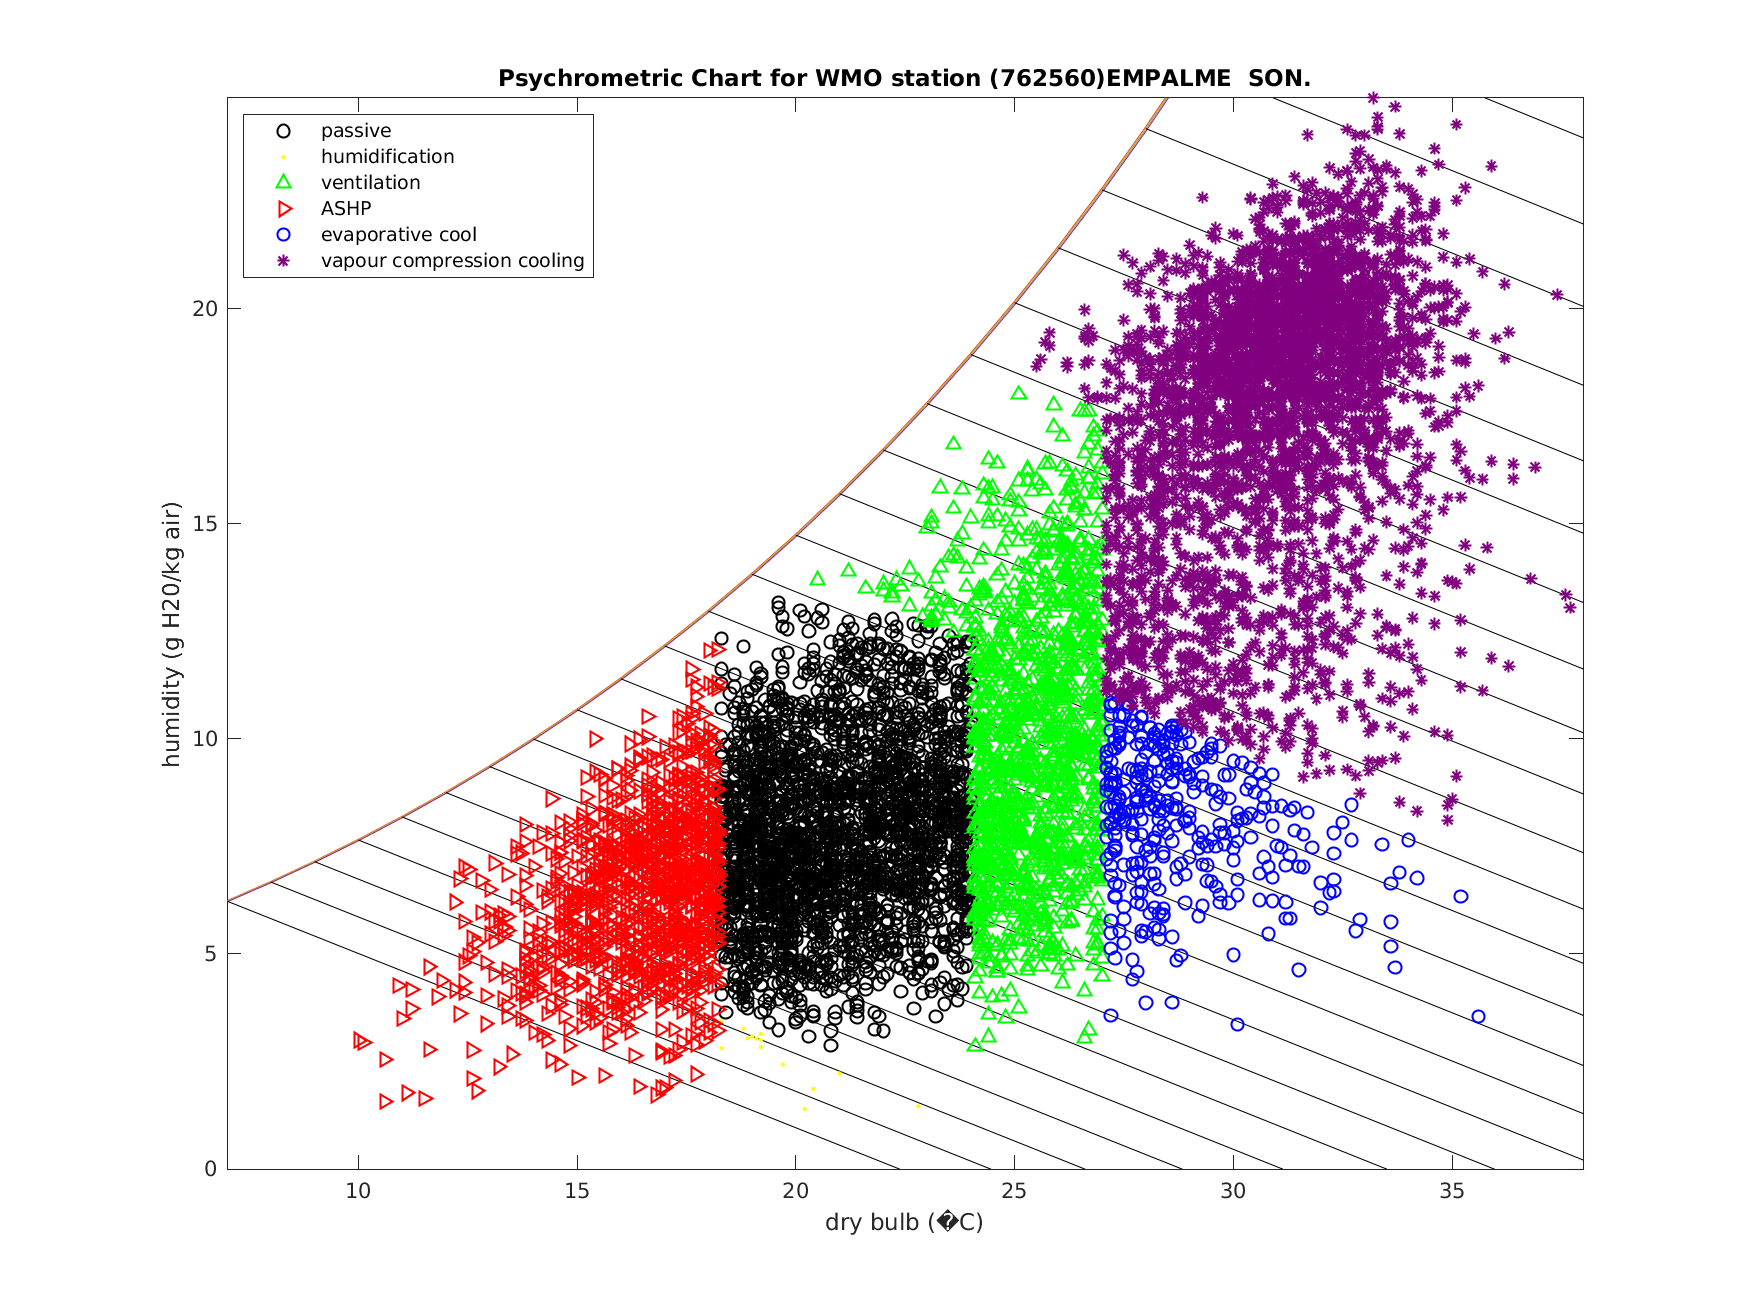 Psychrometric Chart for WMO station (762560)EMPALME  SON.
passive
humidification
ventilation
ASHP
evaporative cool
vapour compression cooling
humidity (g H20/kg air)
20
15
10
5
0
10 15 20 25 30 35
dry bulb (�C)